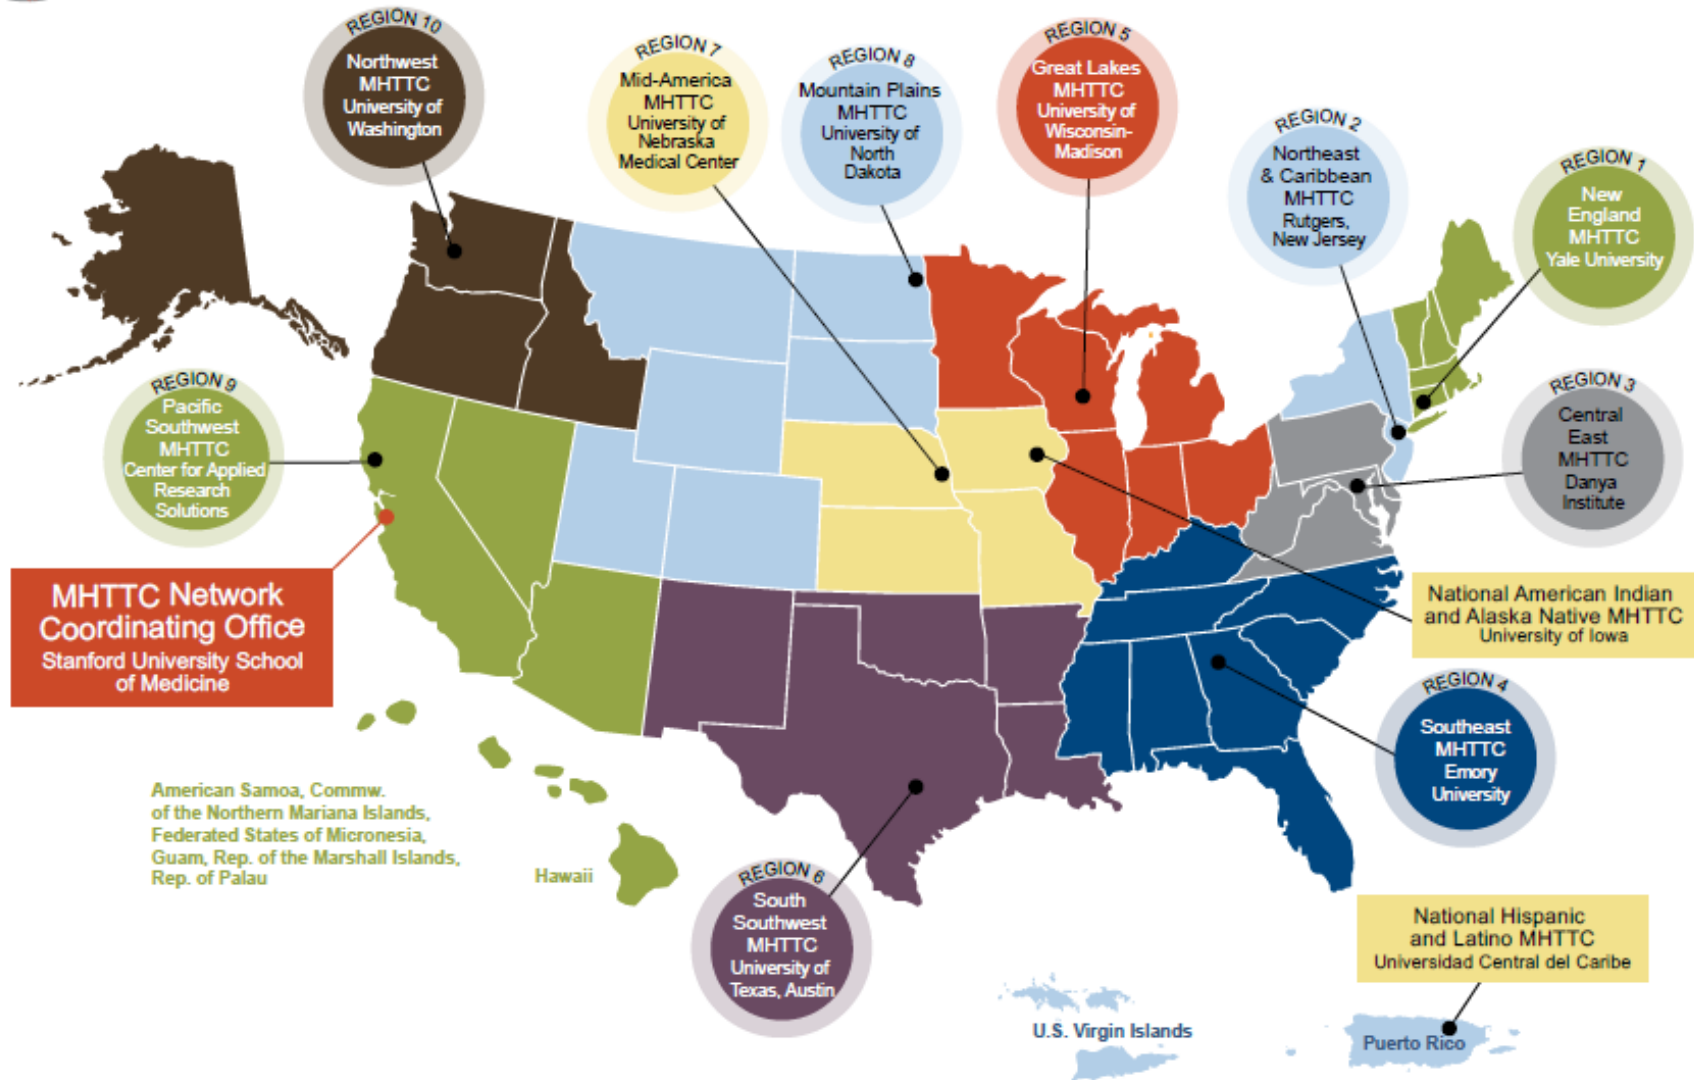 REGION 10
Northwest
MHTTC
University of
Washington
REGION 7
Mid-America
MHTTC
University of
Nebraska
Medical Center
REGION 8
Mountain Plains
MHTTC
University of
North
Dakota
REGION 5
Great Lakes
MHTTC
University of
Wisconsin-
Madison
REGION 2
Northeast
& Caribbean
MHTTC
Rutgers,
New Jersey
REGION 1
New
England
MHTTC
Yale University
REGION 9
Pacific
Southwest
MHTTC
Center for Applied
Research
Solutions
REGION 3
Central
East
MHTTC
Danya
Institute
MHTTC Network
Coordinating Office
Stanford University School
of Medicine
National American Indian
and Alaska Native MHTTC
University of Iowa
REGION 4
Southeast
MHTTC
Emory
University
American Samoa, Commw.
of the Northern Mariana Islands,
Federated States of Micronesia,
Guam, Rep. of the Marshall Islands,
Rep. of Palau
Hawaii
REGION 6
South
Southwest
MHTTC
University of
Texas, Austin
National Hispanic
and Latino MHTTC
Universidad Central del Caribe
U.S. Virgin Islands
Puerto Rico